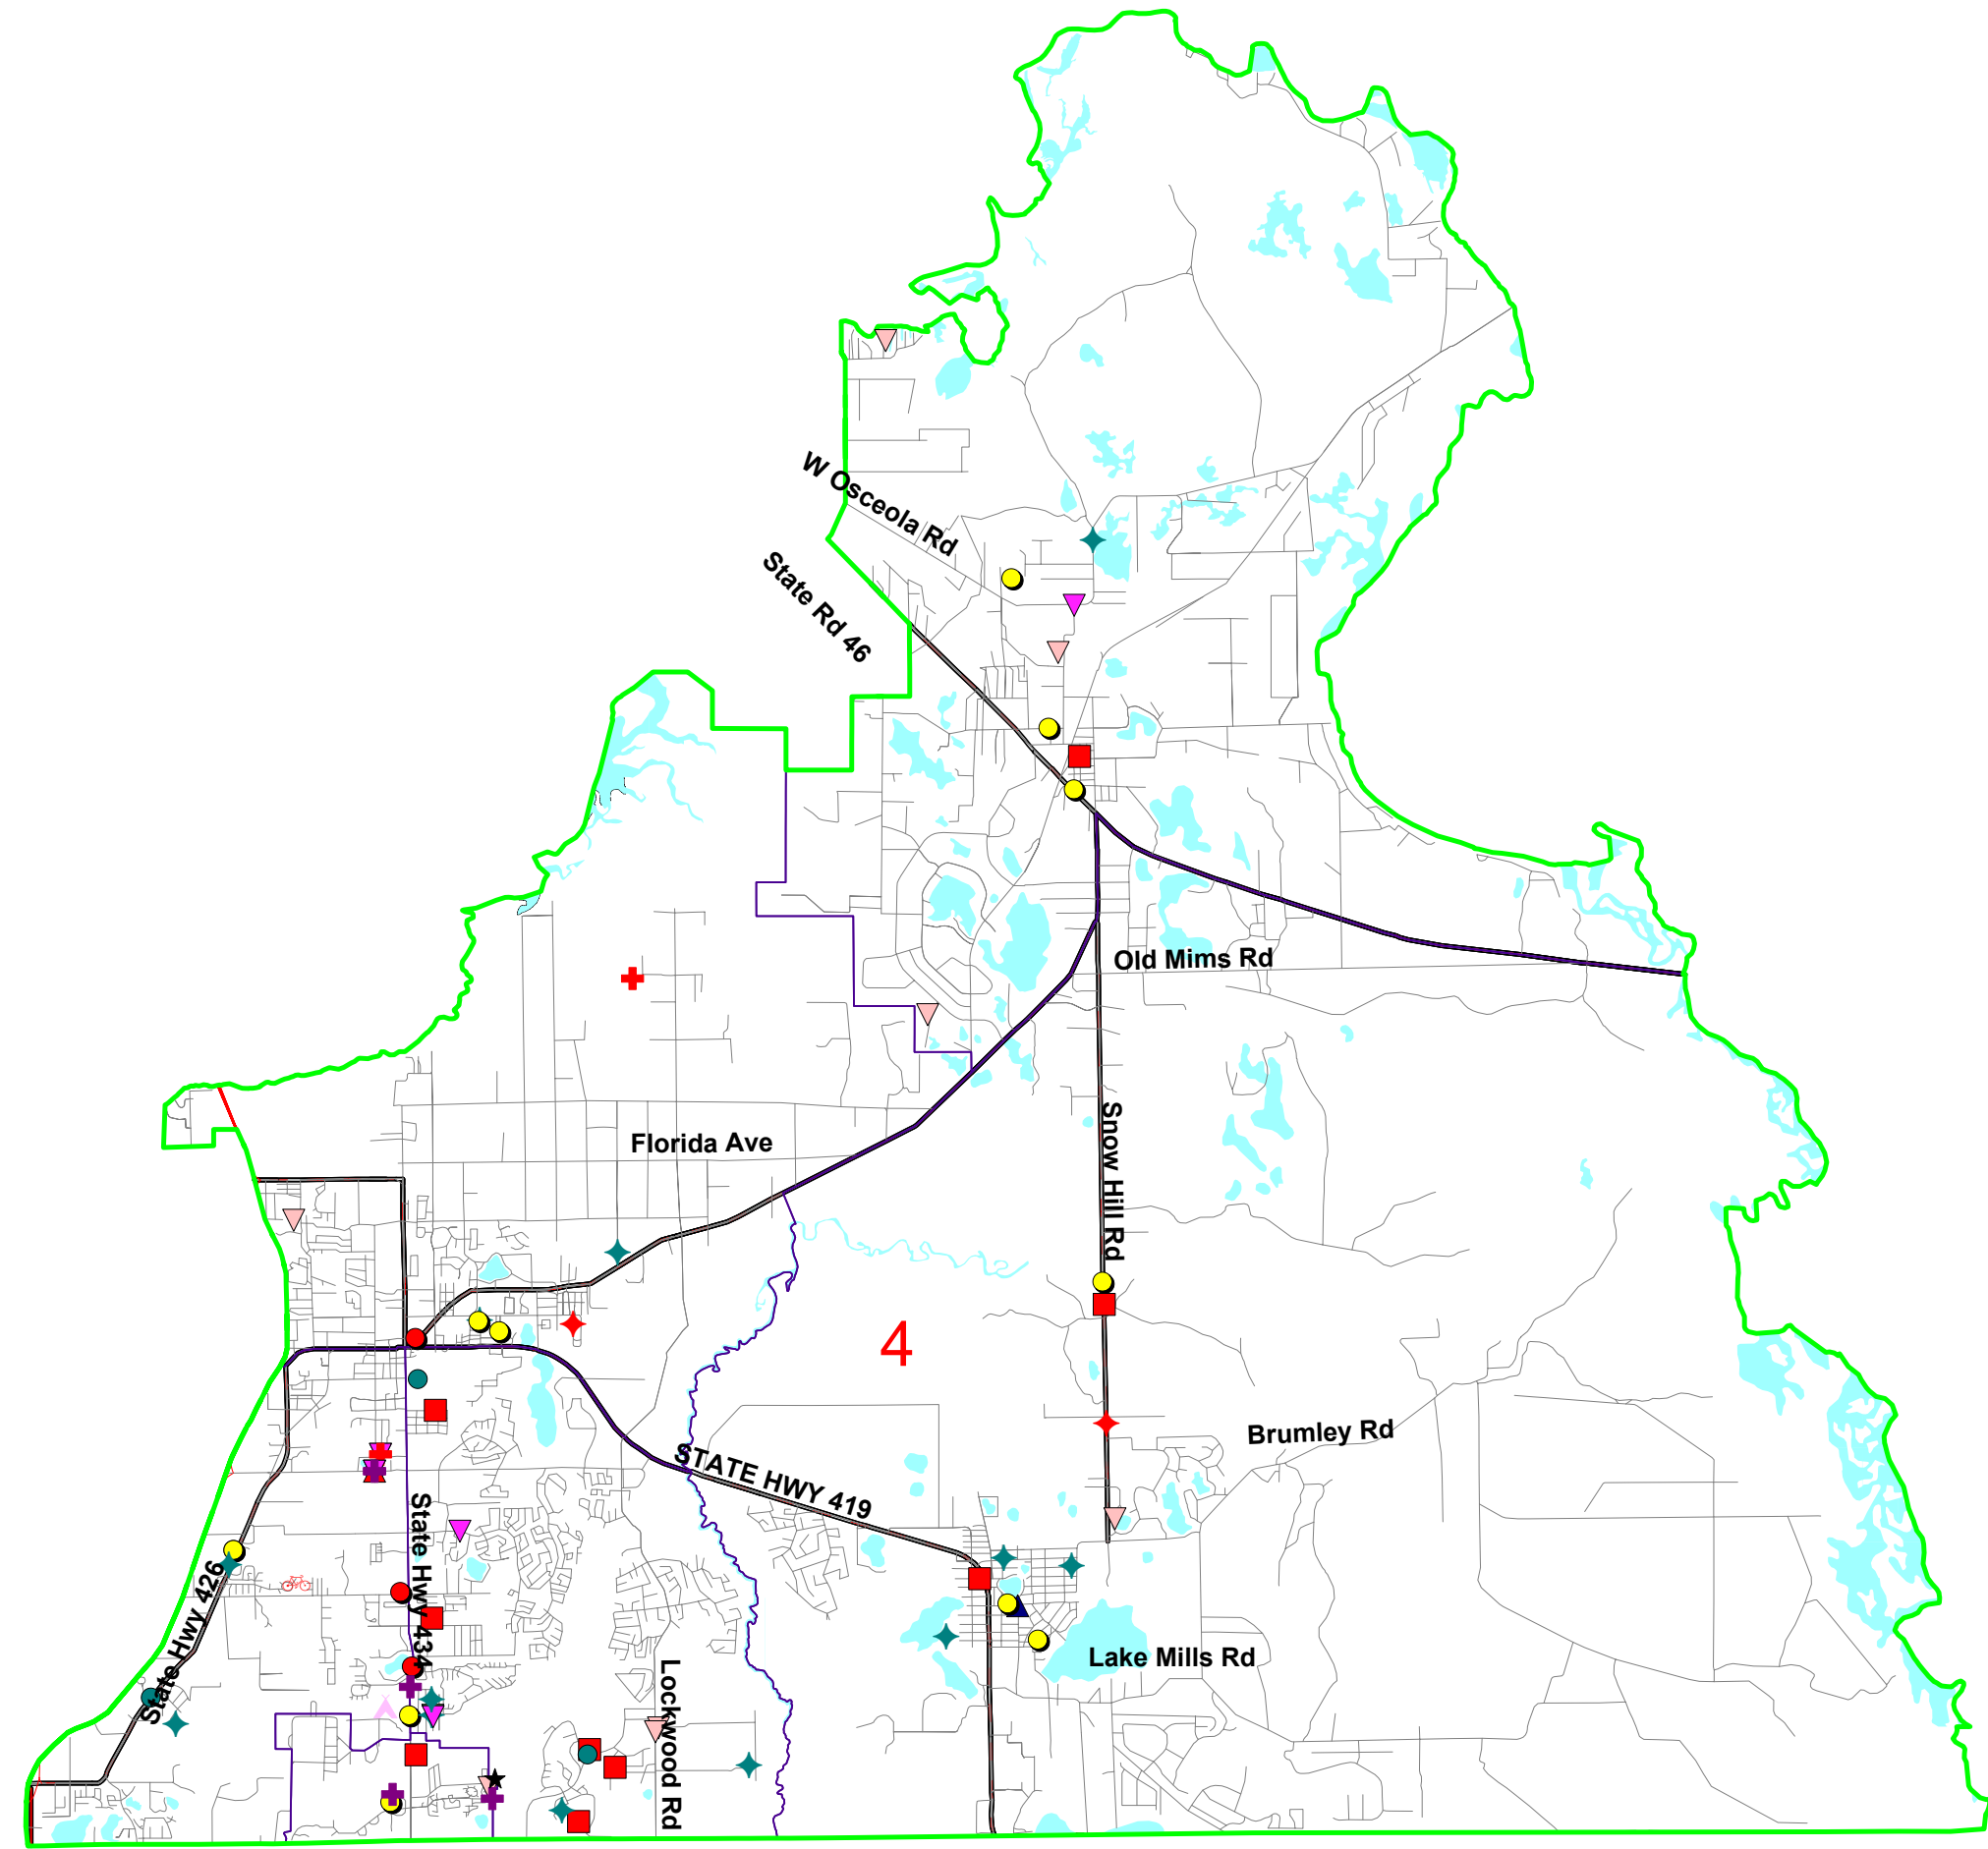 W Osceola Rd
State Rd 46
Old Mims Rd
Florida Ave
Snow Hill Rd
4
Brumley Rd
STATE HWY 419
State Hwy 434
State Hwy 426
Lake Mills Rd
Lockwood Rd